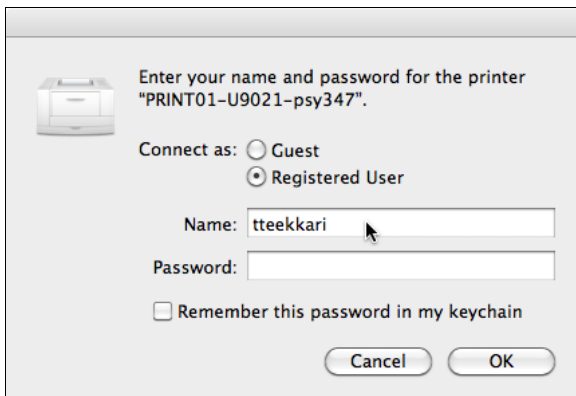 Enter your name and password for the printer
"PRINT01-U9021-psy347".
Connect as: Guest
Registered User
Name: tteekkari
Password:
Remember this password in my keychain
Cancel OK